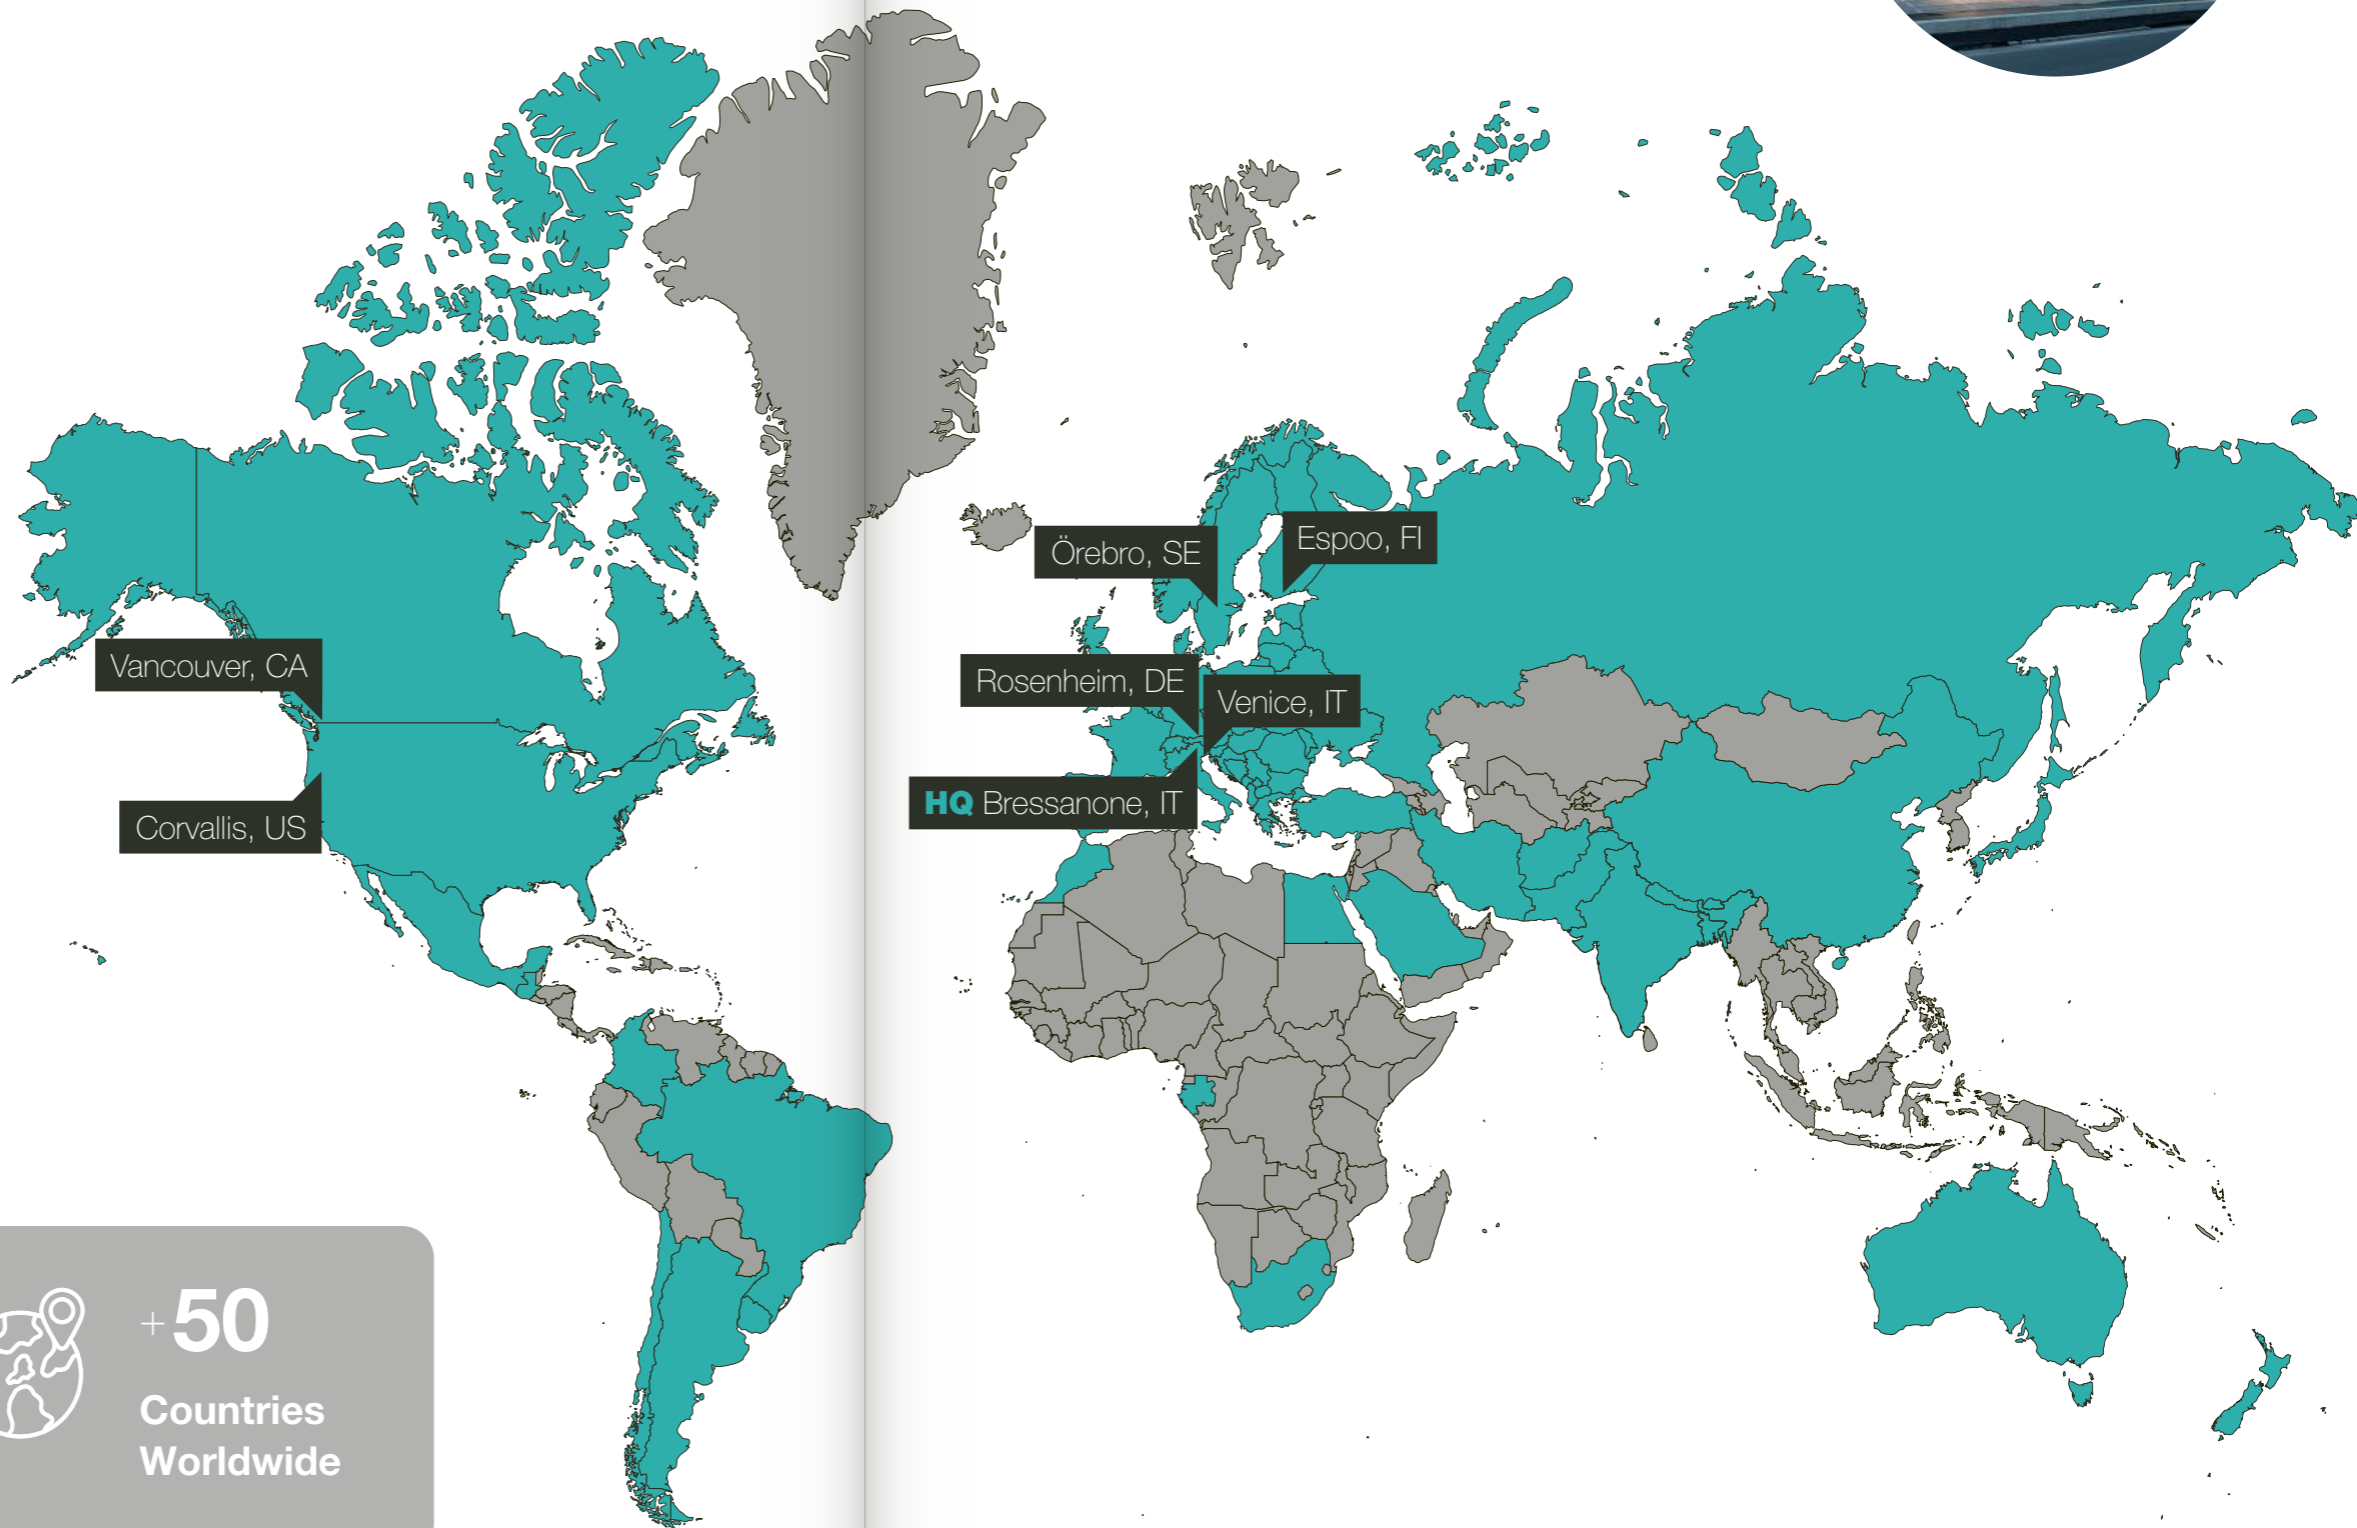 Örebro, SE
Espoo, FI
Vancouver, CA
Rosenheim, DE
Venice, IT
HQ Bressanone, IT
Corvallis, US
+50
Countries
Worldwide